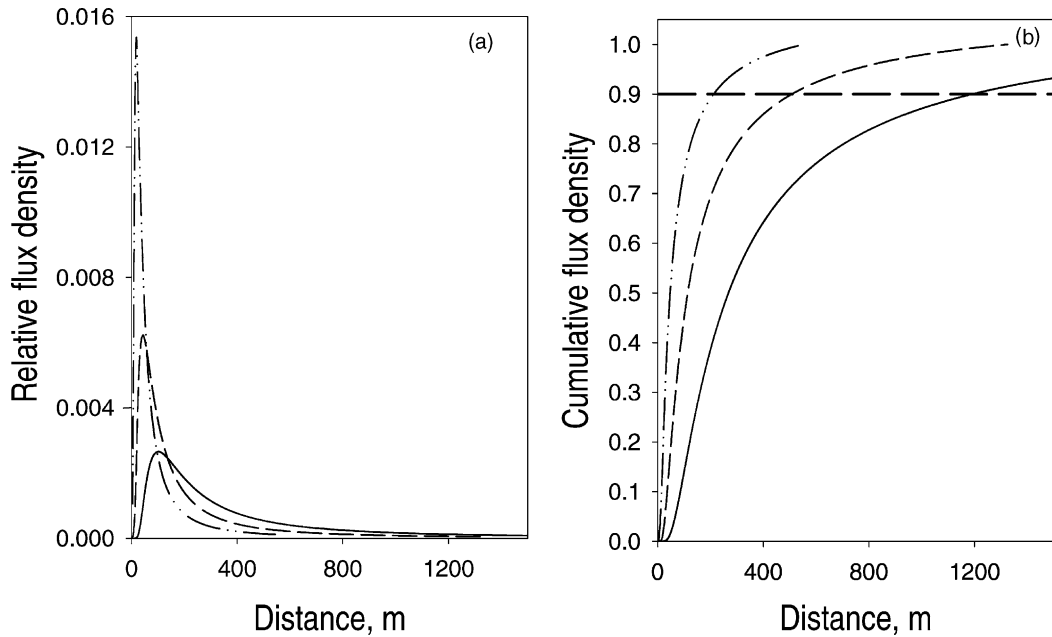 (a)
Relative flux density
0.016
0.012
0.008
0.004
0.000
0 400 800 1200
Distance, m
(b)
Cumulative flux density
1.0
0.9
0.8
0.7
0.6
0.5
0.4
0.3
0.2
0.1
0.0
0 400 800 1200
Distance, m